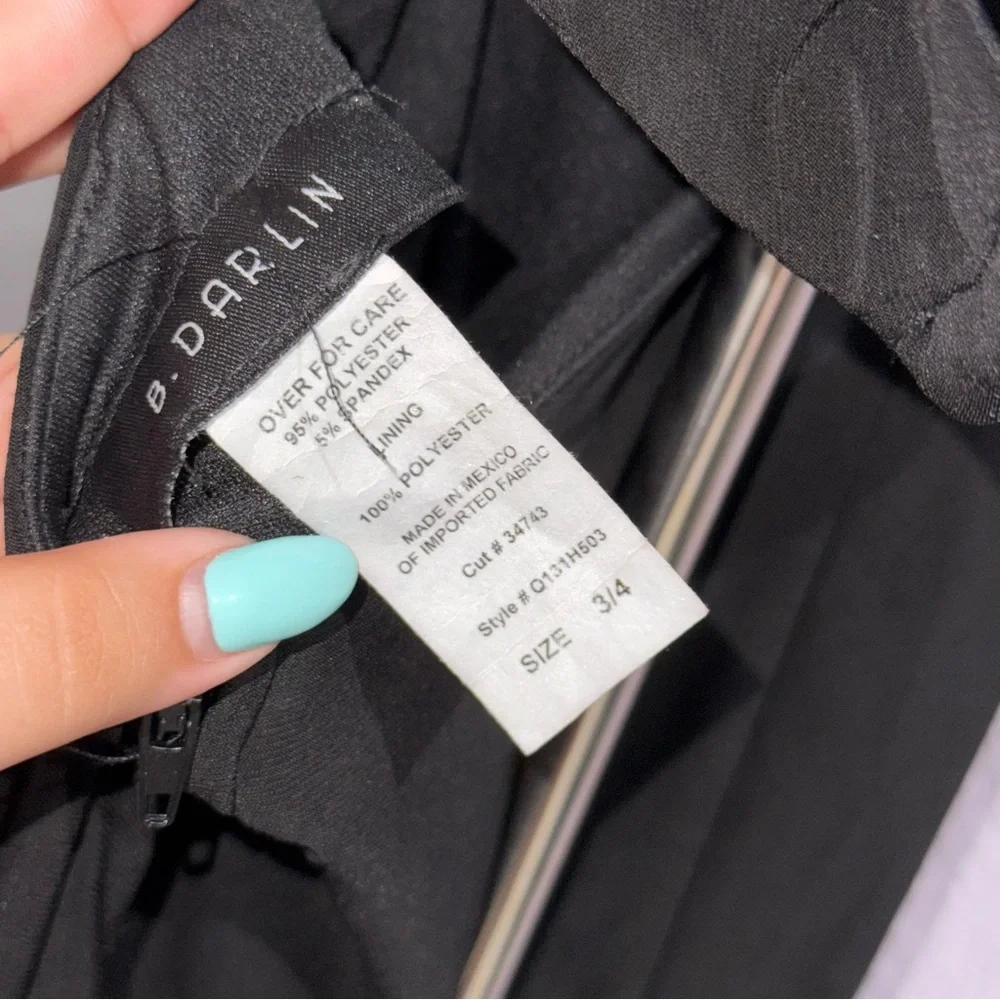 B. DARLIN
OVER FOR CARE
95% POLYESTER
5% SPANDEX
LINING
100% POLYESTER
MADE IN MEXICO
OF IMPORTED FABRIC
Cut # 34743
Style # Q131H503
SIZE 3/4